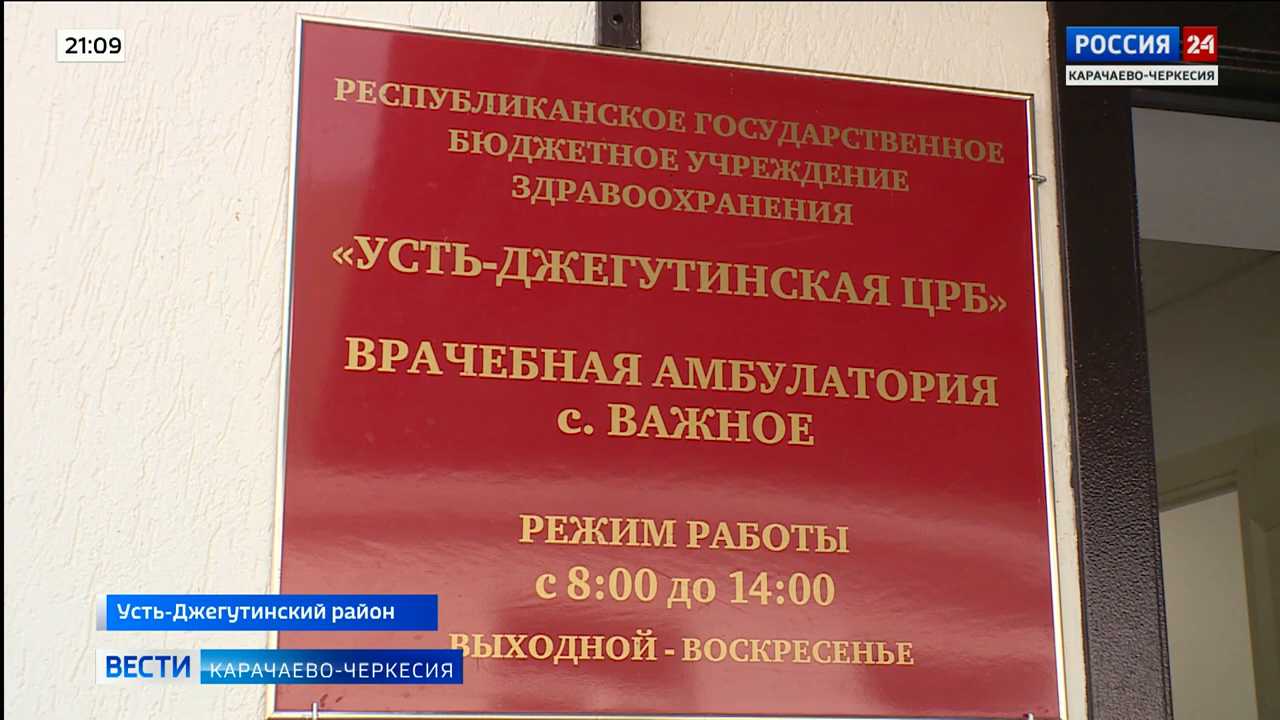 21:09
РОССИЯ 24
КАРАЧАЕВО-ЧЕРКЕСИЯ
РЕСПУБЛИКАНСКОЕ ГОСУДАРСТВЕННОЕ
БЮДЖЕТНОЕ УЧРЕЖДЕНИЕ
ЗДРАВООХРАНЕНИЯ
«УСТЬ-ДЖЕГУТИНСКАЯ ЦРБ»
ВРАЧЕБНАЯ АМБУЛАТОРИЯ
с. ВАЖНОЕ
РЕЖИМ РАБОТЫ
с 8:00 до 14:00
ВЫХОДНОЙ - ВОСКРЕСЕНЬЕ
Усть-Джегутинский район
ВЕСТИ КАРАЧАЕВО-ЧЕРКЕСИЯ